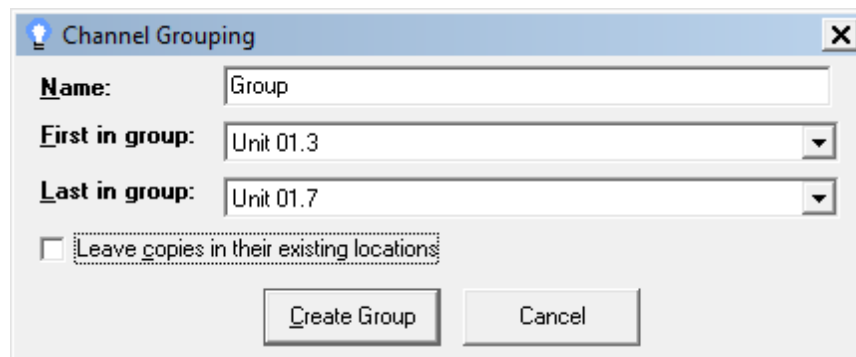 Channel Grouping
Name: Group
First in group: Unit 01.3
Last in group: Unit 01.7
Leave copies in their existing locations
Create Group Cancel